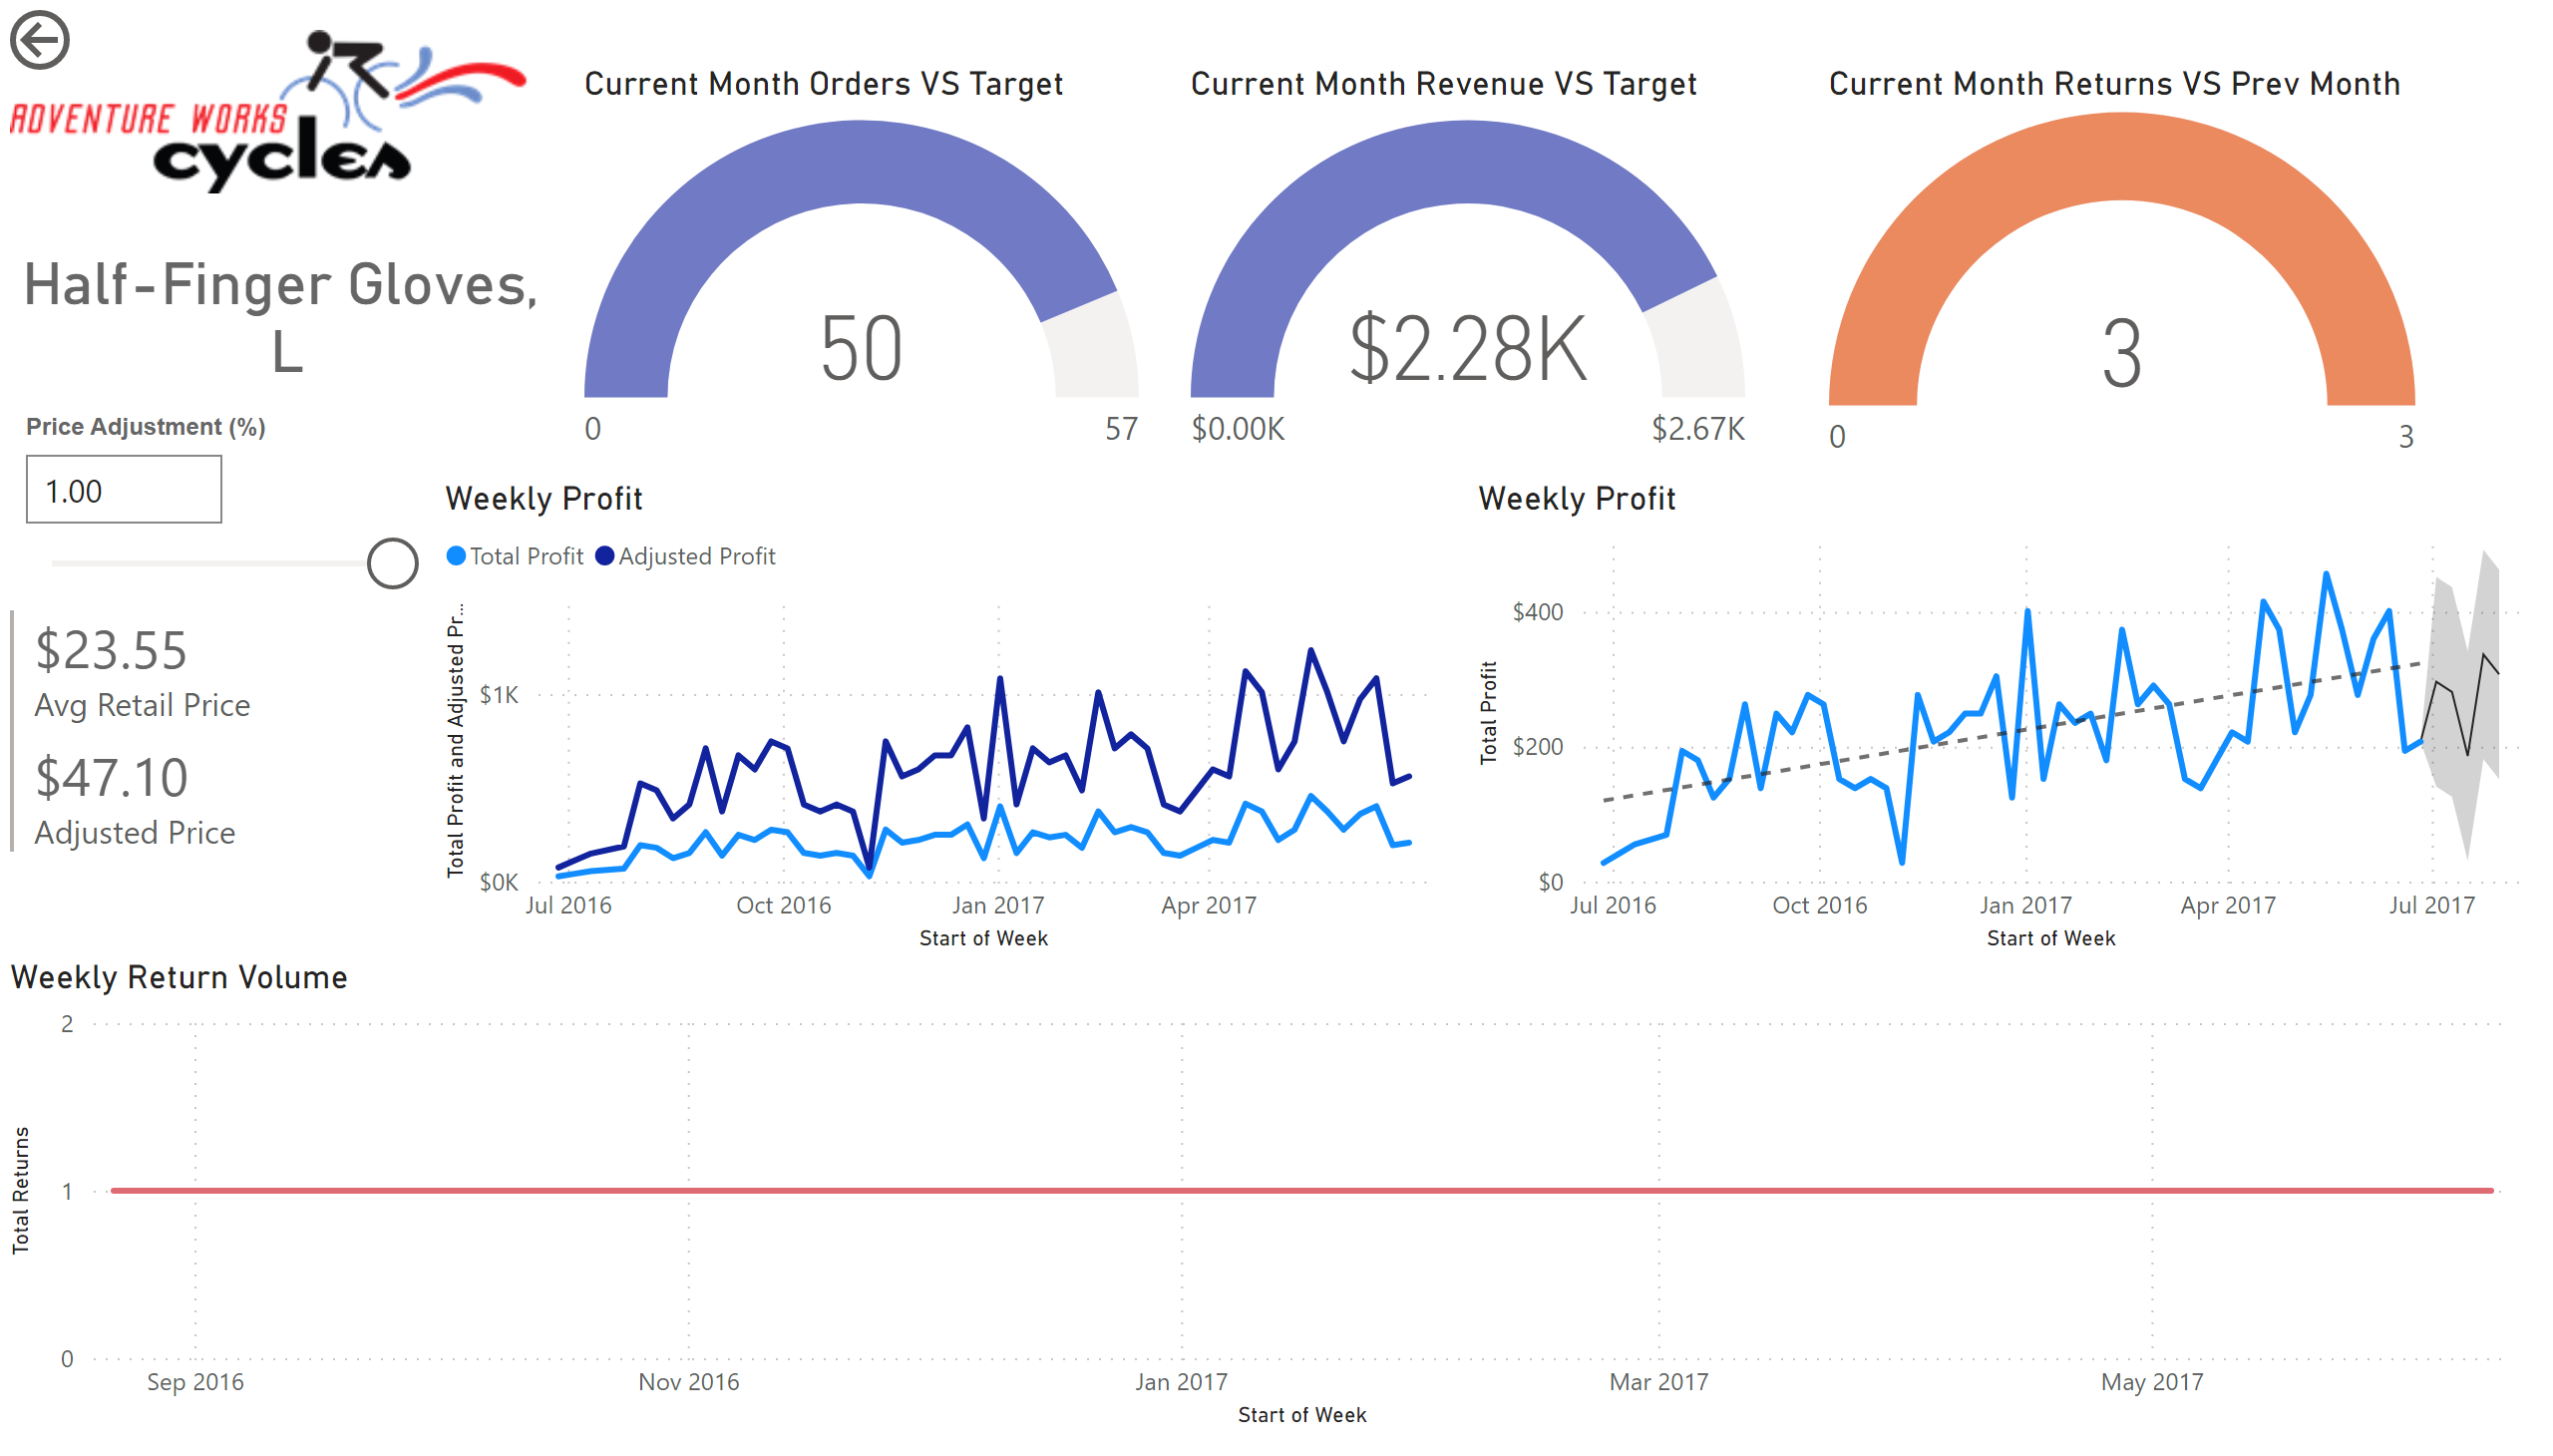 ADVENTURE WORKS
cycles
Half-Finger Gloves,
L
Price Adjustment (%)
1.00
$23.55
Avg Retail Price
$47.10
Adjusted Price
Current Month Orders VS Target
50
0
57
Current Month Revenue VS Target
$2.28K
$0.00K
$2.67K
Current Month Returns VS Prev Month
3
0
3
Weekly Profit
Total Profit
Adjusted Profit
Total Profit and Adjusted Pr...
$1K
$0K
Jul 2016
Oct 2016
Jan 2017
Apr 2017
Start of Week
Weekly Profit
Total Profit
$400
$200
$0
Jul 2016
Oct 2016
Jan 2017
Apr 2017
Jul 2017
Start of Week
Weekly Return Volume
Total Returns
2
1
0
Sep 2016
Nov 2016
Jan 2017
Mar 2017
May 2017
Start of Week